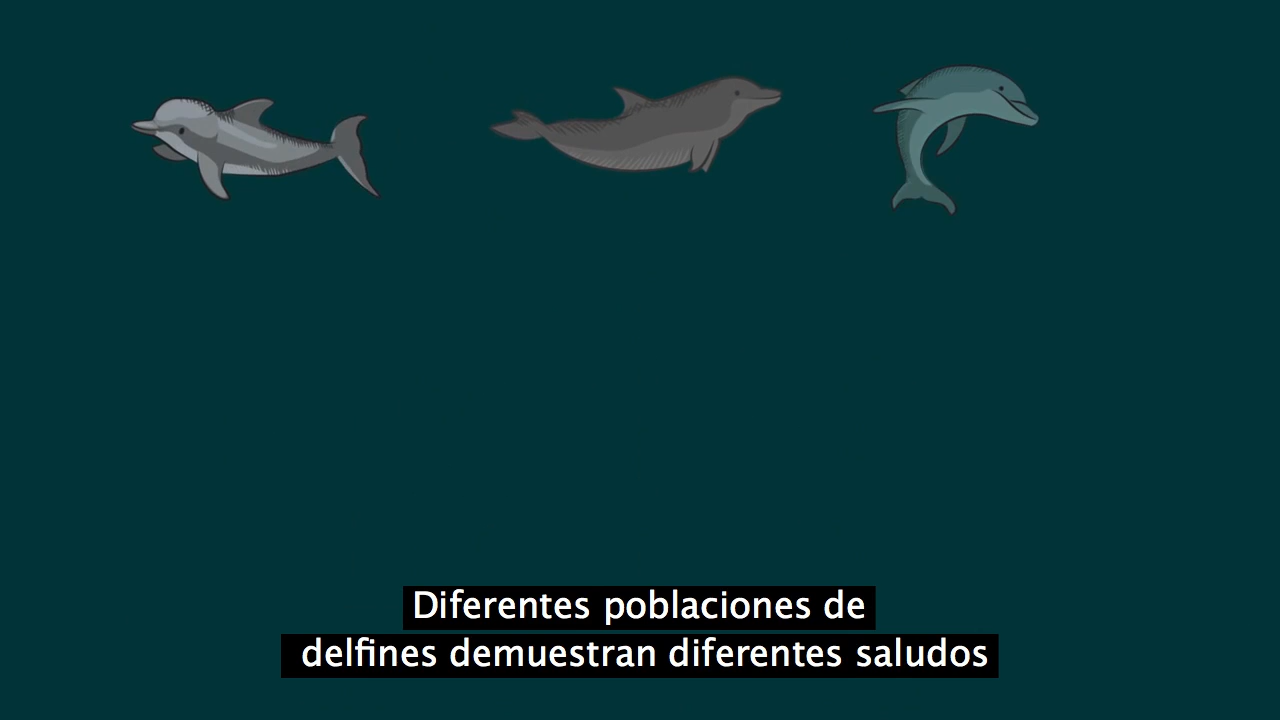 Diferentes poblaciones de
delfines demuestran diferentes saludos